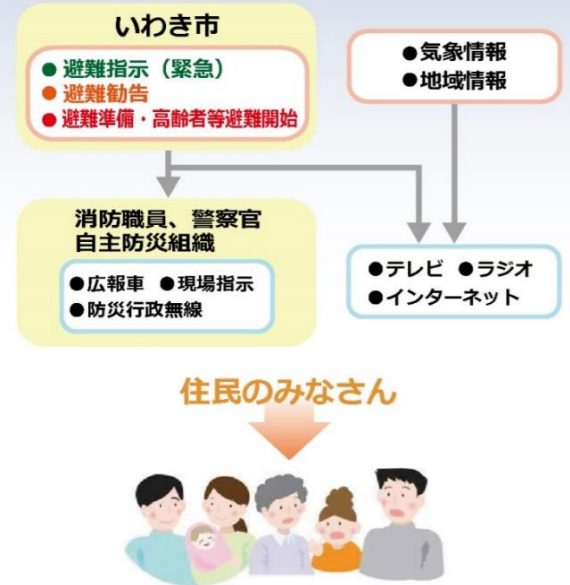 いわき市
●避難指示（緊急）
●避難勧告
●避難準備・高齢者等避難開始
●気象情報
●地域情報
消防職員、警察官
自主防災組織
●広報車 ●現場指示
●防災行政無線
●テレビ ●ラジオ
●インターネット
住民のみなさん